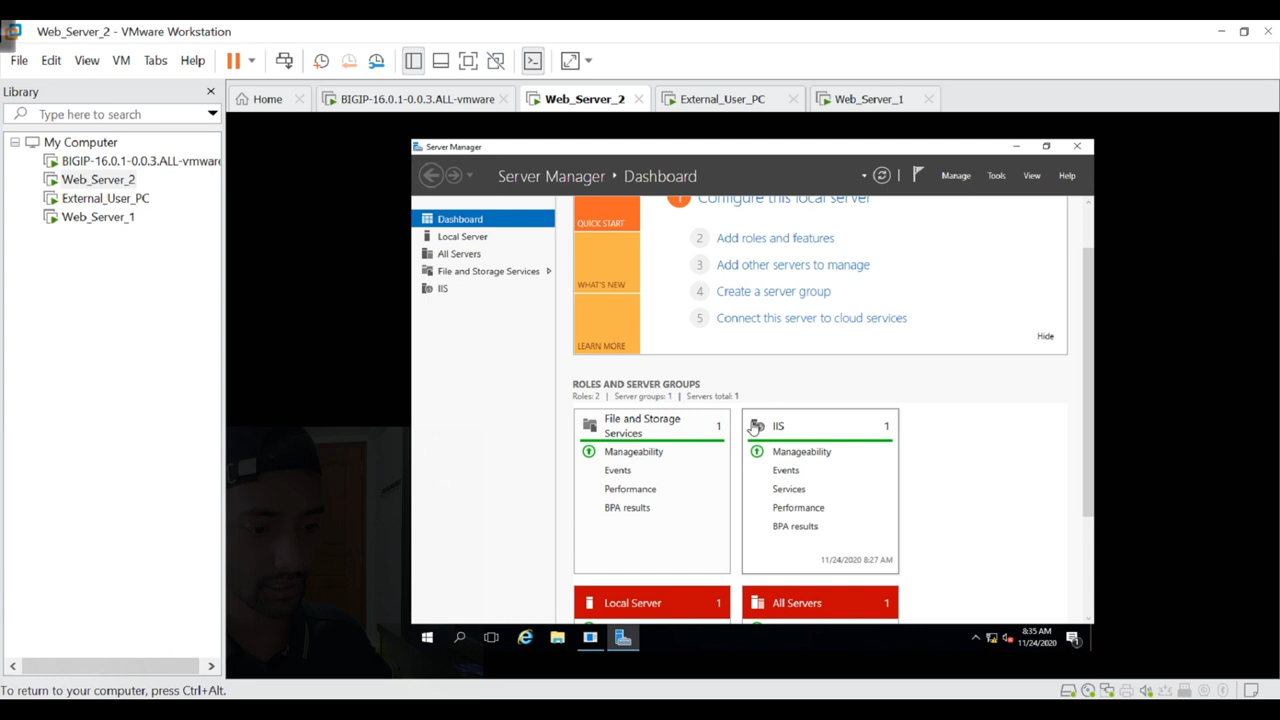 Web_Server_2 - VMware Workstation
File Edit View VM Tabs Help
Library
Type here to search
My Computer
BIGIP-16.0.1-0.0.3.ALL-vmware
Web_Server_2
External_User_PC
Web_Server_1
Home BIGIP-16.0.1-0.0.3.ALL-vmware Web_Server_2 External_User_PC Web_Server_1
Server Manager
Server Manager • Dashboard Manage Tools View Help
Dashboard
Local Server
All Servers
File and Storage Services
IIS
QUICK START
WHAT'S NEW
LEARN MORE
1 Configure this local server
2 Add roles and features
3 Add other servers to manage
4 Create a server group
5 Connect this server to cloud services
Hide
ROLES AND SERVER GROUPS
Roles: 2 | Server groups: 1 | Servers total: 1
File and Storage Services 1
Manageability
Events
Performance
BPA results
IIS 1
Manageability
Events
Services
Performance
BPA results
11/24/2020 8:27 AM
Local Server 1
All Servers 1
8:35 AM
11/24/2020
1
To return to your computer, press Ctrl+Alt.